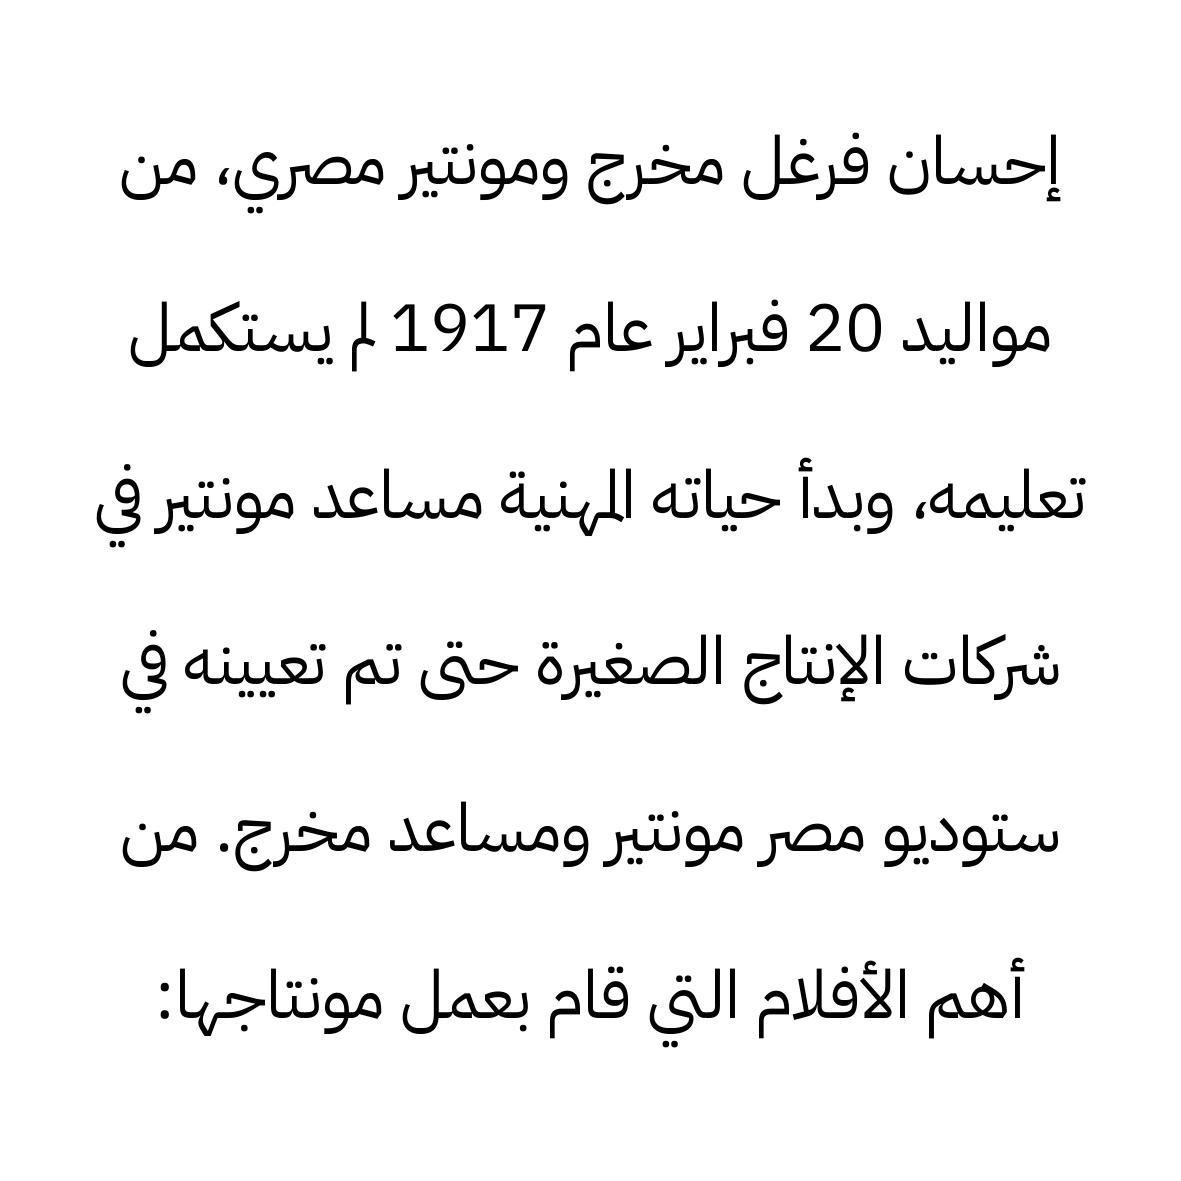 إحسان فرغل مخرج ومونتير مصري، من
مواليد 20 فبراير عام 1917 لم يستكمل
تعليمه، وبدأ حياته المهنية مساعد مونتير في
شركات الإنتاج الصغيرة حتى تم تعيينه في
ستوديو مصر مونتير ومساعد مخرج. من
أهم الأفلام التي قام بعمل مونتاجها: